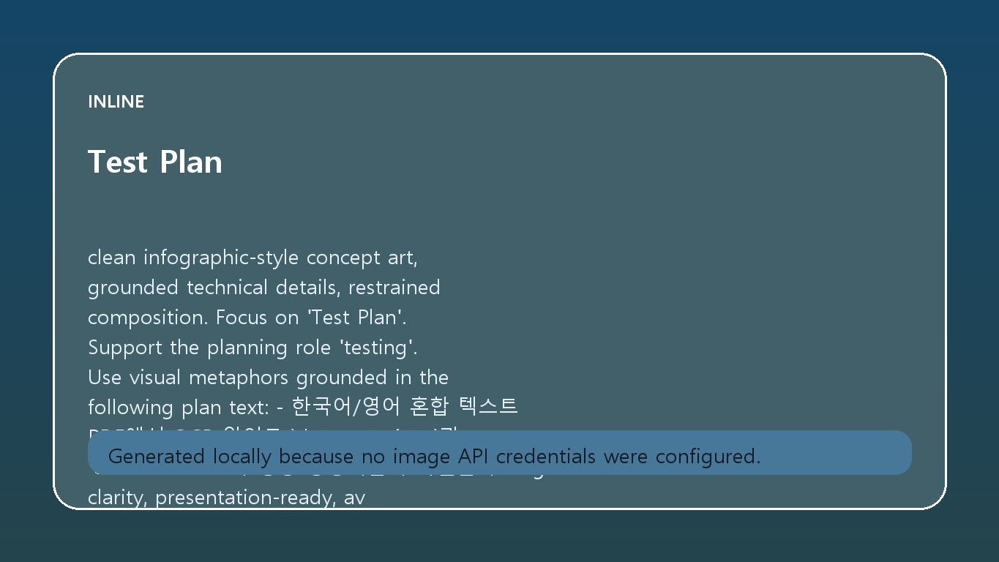 INLINE
Test Plan
clean infographic-style concept art,
grounded technical details, restrained
composition. Focus on 'Test Plan'.
Support the planning role 'testing'.
Use visual metaphors grounded in the
following plan text: - 한국어/영어 혼합 텍스트
Generated locally because no image API credentials were configured.
clarity, presentation-ready, av